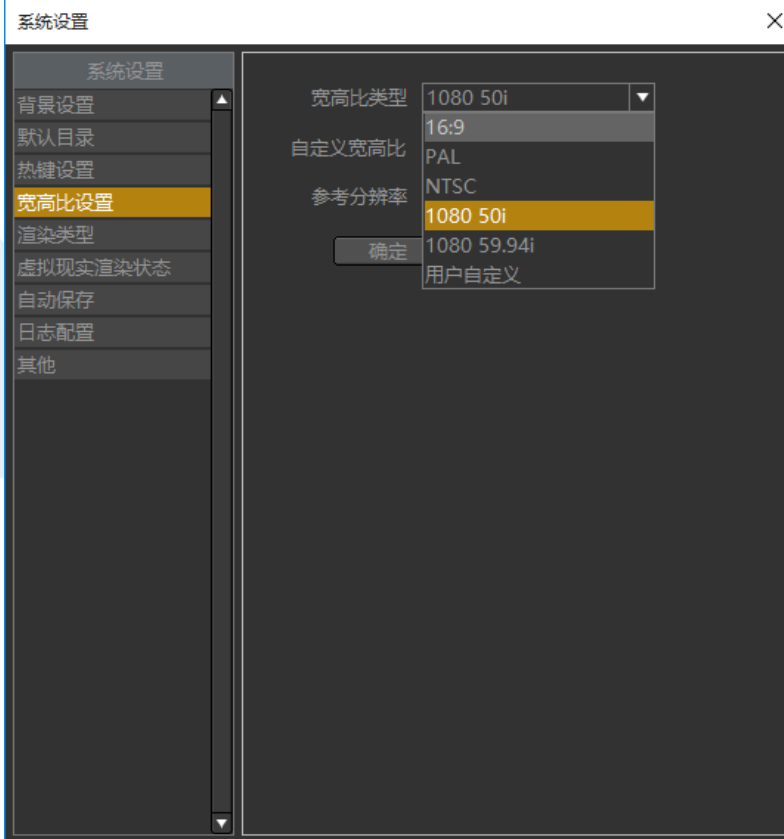 系统设置
系统设置
背景设置
默认目录
热键设置
宽高比设置
渲染类型
虚拟现实渲染状态
自动保存
日志配置
其他
宽高比类型 1080 50i
16:9
自定义宽高比
PAL
NTSC
参考分辨率
1080 50i
确定
1080 59.94i
用户自定义